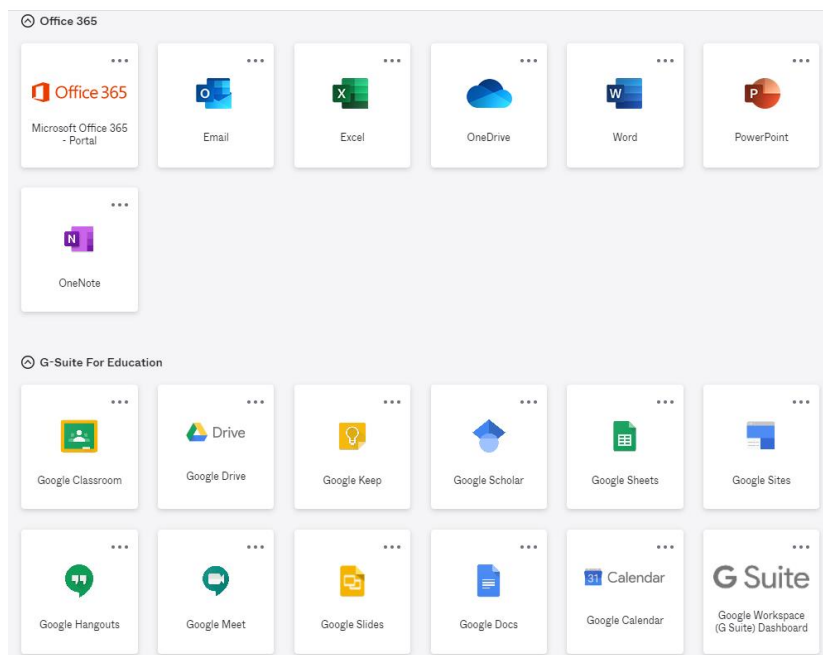 Office 365
Office 365
Microsoft Office 365
- Portal
Email
Excel
OneDrive
Word
PowerPoint
OneNote
G-Suite For Education
Google Classroom
Drive
Google Drive
Google Keep
Google Scholar
Google Sheets
Google Sites
Google Hangouts
Google Meet
Google Slides
Google Docs
31 Calendar
Google Calendar
G Suite
Google Workspace
(G Suite) Dashboard